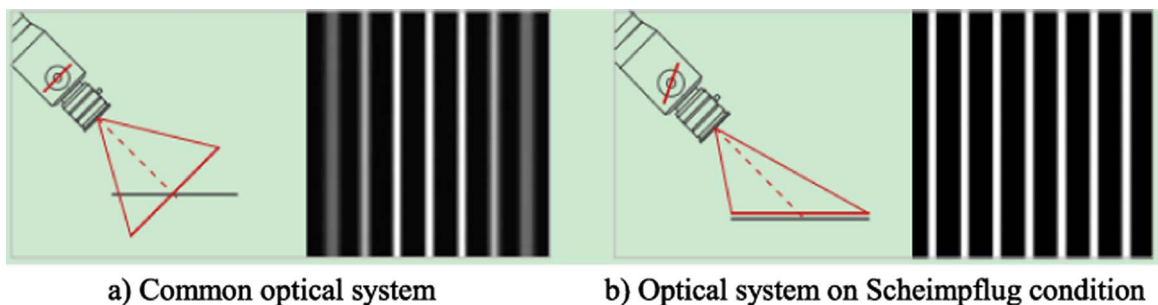 a) Common optical system
b) Optical system on Scheimpflug condition